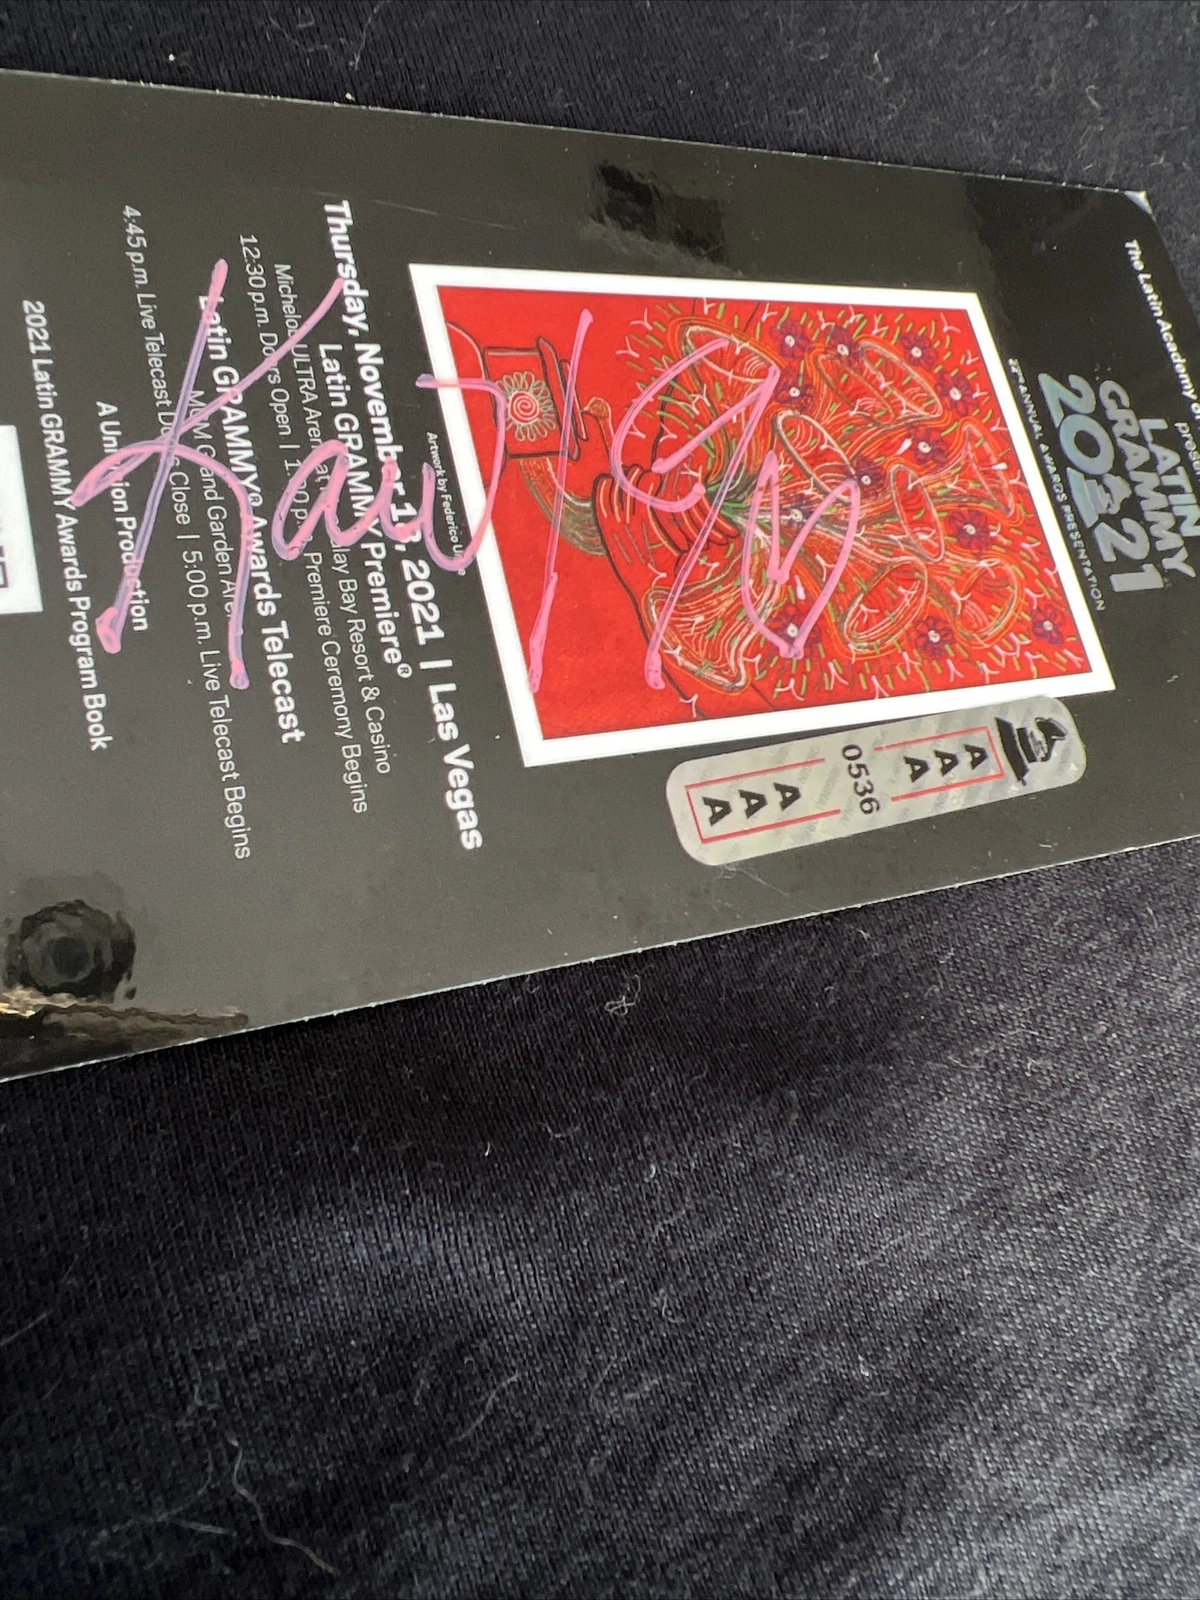 The Latin Academy
LATIN
GRAMMY
2021
22ND ANNUAL AWARDS PRESENTATION
A A A
0536
A A A
Artwork by Federico
Thursday, November 18, 2021 | Las Vegas
Latin GRAMMY Premiere®
Michelob ULTRA Arena at Mandalay Bay Resort & Casino
12:30 p.m. Doors Open | Premiere Ceremony Begins
Latin GRAMMY® Awards Telecast
MGM Grand Garden Arena
4:45 p.m. Live Telecast Doors Close | 5:00 p.m. Live Telecast Begins
A Univision Production
2021 Latin GRAMMY Awards Program Book